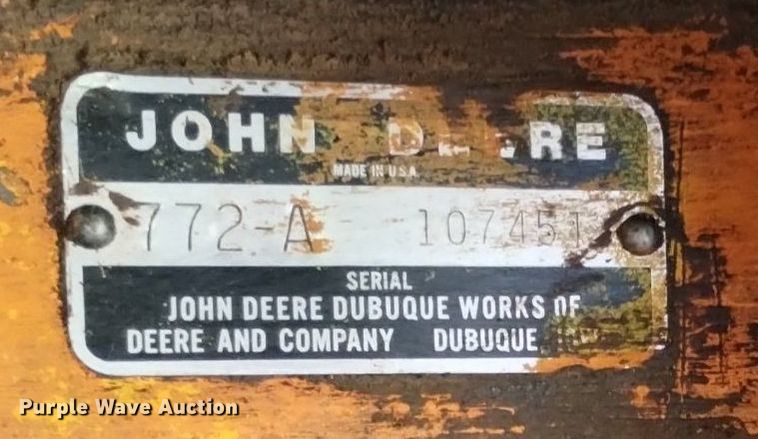 JOHN DEERE
MADE IN U.S.A.
772-A 107451
SERIAL
JOHN DEERE DUBUQUE WORKS OF
DEERE AND COMPANY DUBUQUE
Purple Wave Auction